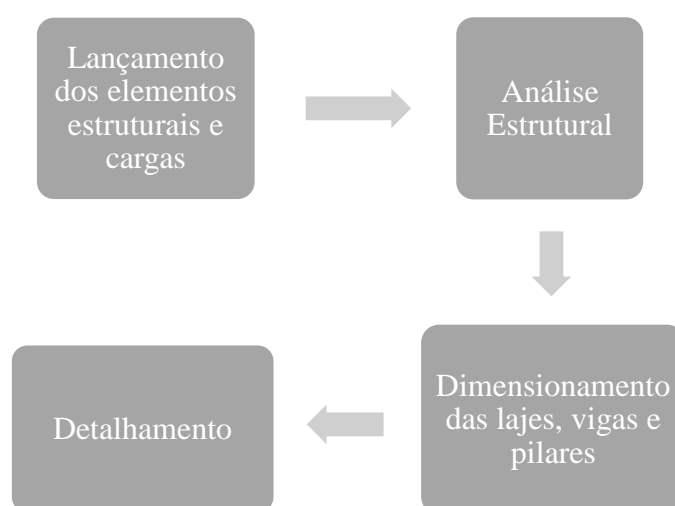 Lançamento
dos elementos
estruturais e
cargas
Análise
Estrutural
Dimensionamento
das lajes, vigas e
pilares
Detalhamento